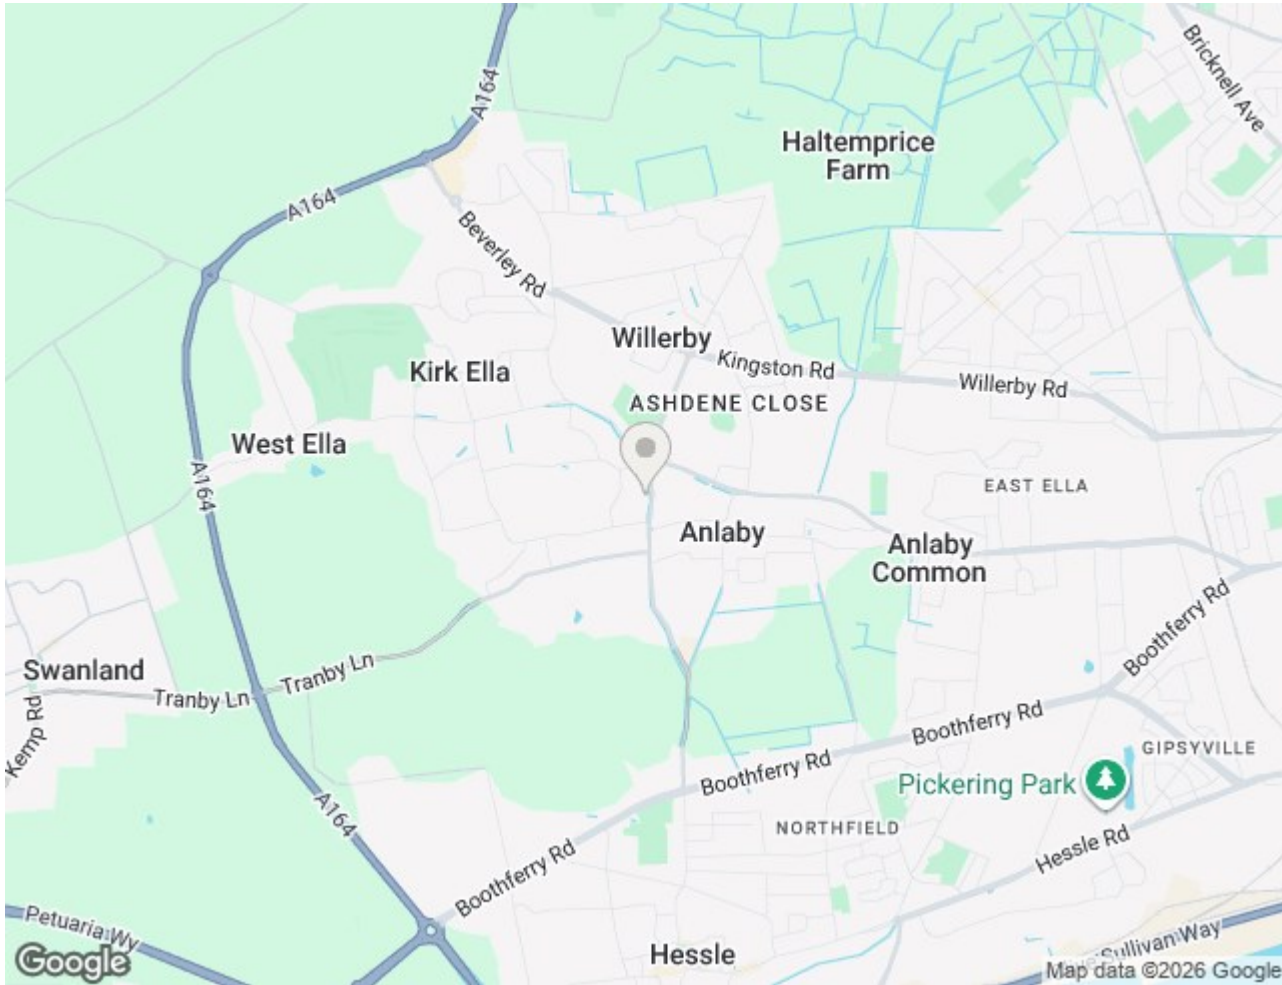 Bricknell Ave
A164
Haltemprice
Farm
A164
Beverley Rd
Willerby
Kingston Rd
Kirk Ella
Willerby Rd
ASHDENE CLOSE
West Ella
A164
EAST ELLA
Anlaby
Anlaby
Common
Boothferry Rd
Swanland
Tranby Ln
Tranby Ln
Kemp Rd
Boothferry Rd
GIPSYVILLE
Boothferry Rd
Pickering Park
A164
NORTHFIELD
Hessle Rd
Boothferry Rd
Petuaria Wy
Sullivan Way
Hessle
Google
Map data ©2026 Google